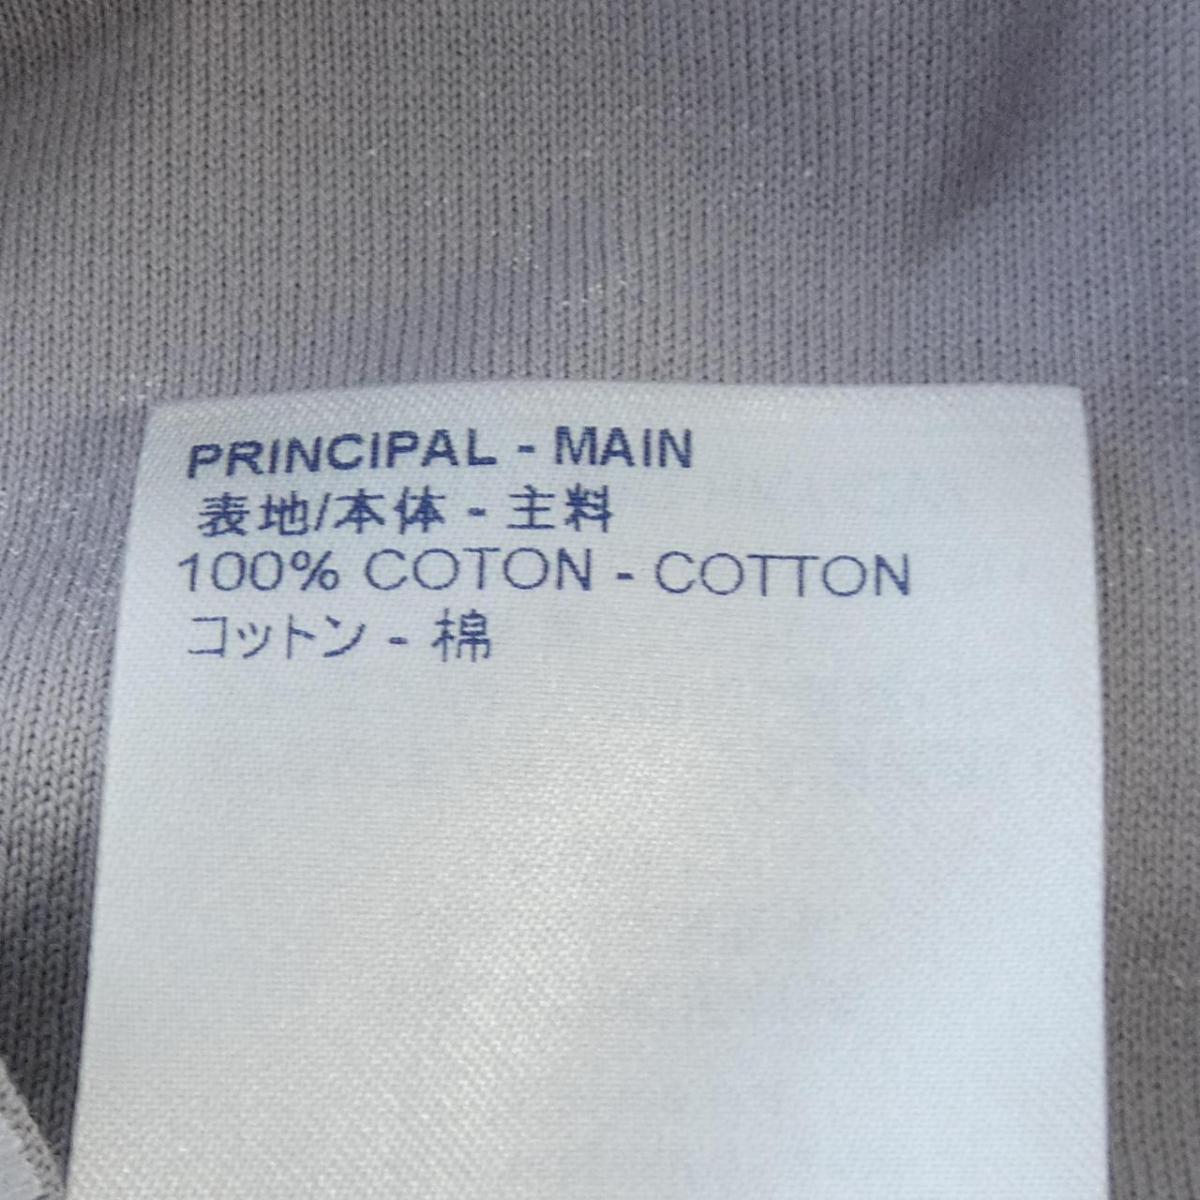 PRINCIPAL - MAIN
表地/本体 - 主料
100% COTON - COTTON
コットン - 棉